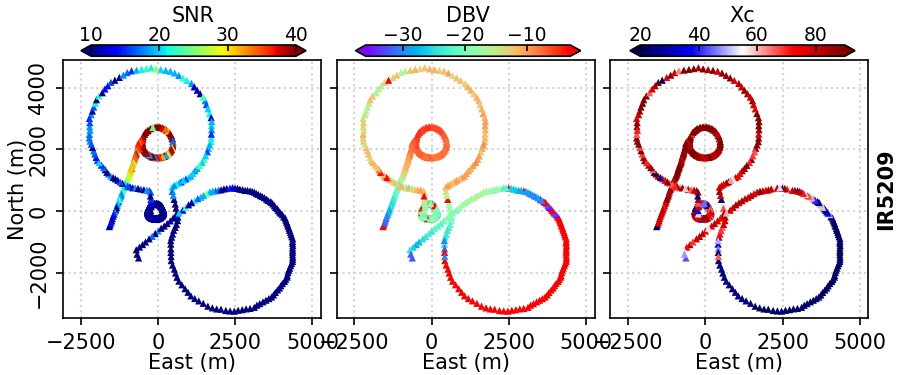 SNR DBV Xc
10 20 30 40 −30 −20 −10 20 40 60 80
4000
2000
0
−2000
North (m)
IR5209
−2500 0 2500 5000 −2500 0 2500 5000 −2500 0 2500 5000
East (m) East (m) East (m)